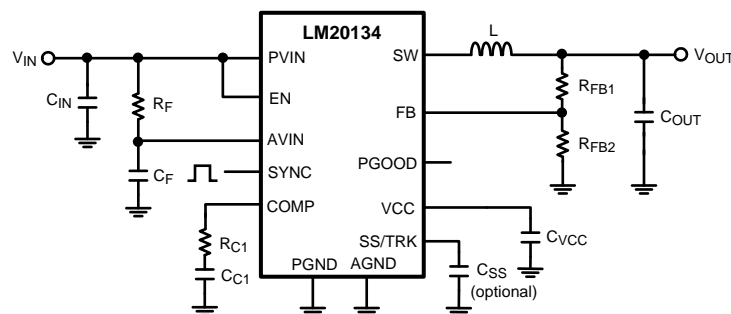 LM20134
VIN
PVIN
SW
L
VOUT
CIN
RF
EN
RFB1
COUT
FB
AVIN
RFB2
CF
SYNC
PGOOD
COMP
VCC
RC1
SS/TRK
CVCC
CC1
PGND
AGND
CSS
(optional)